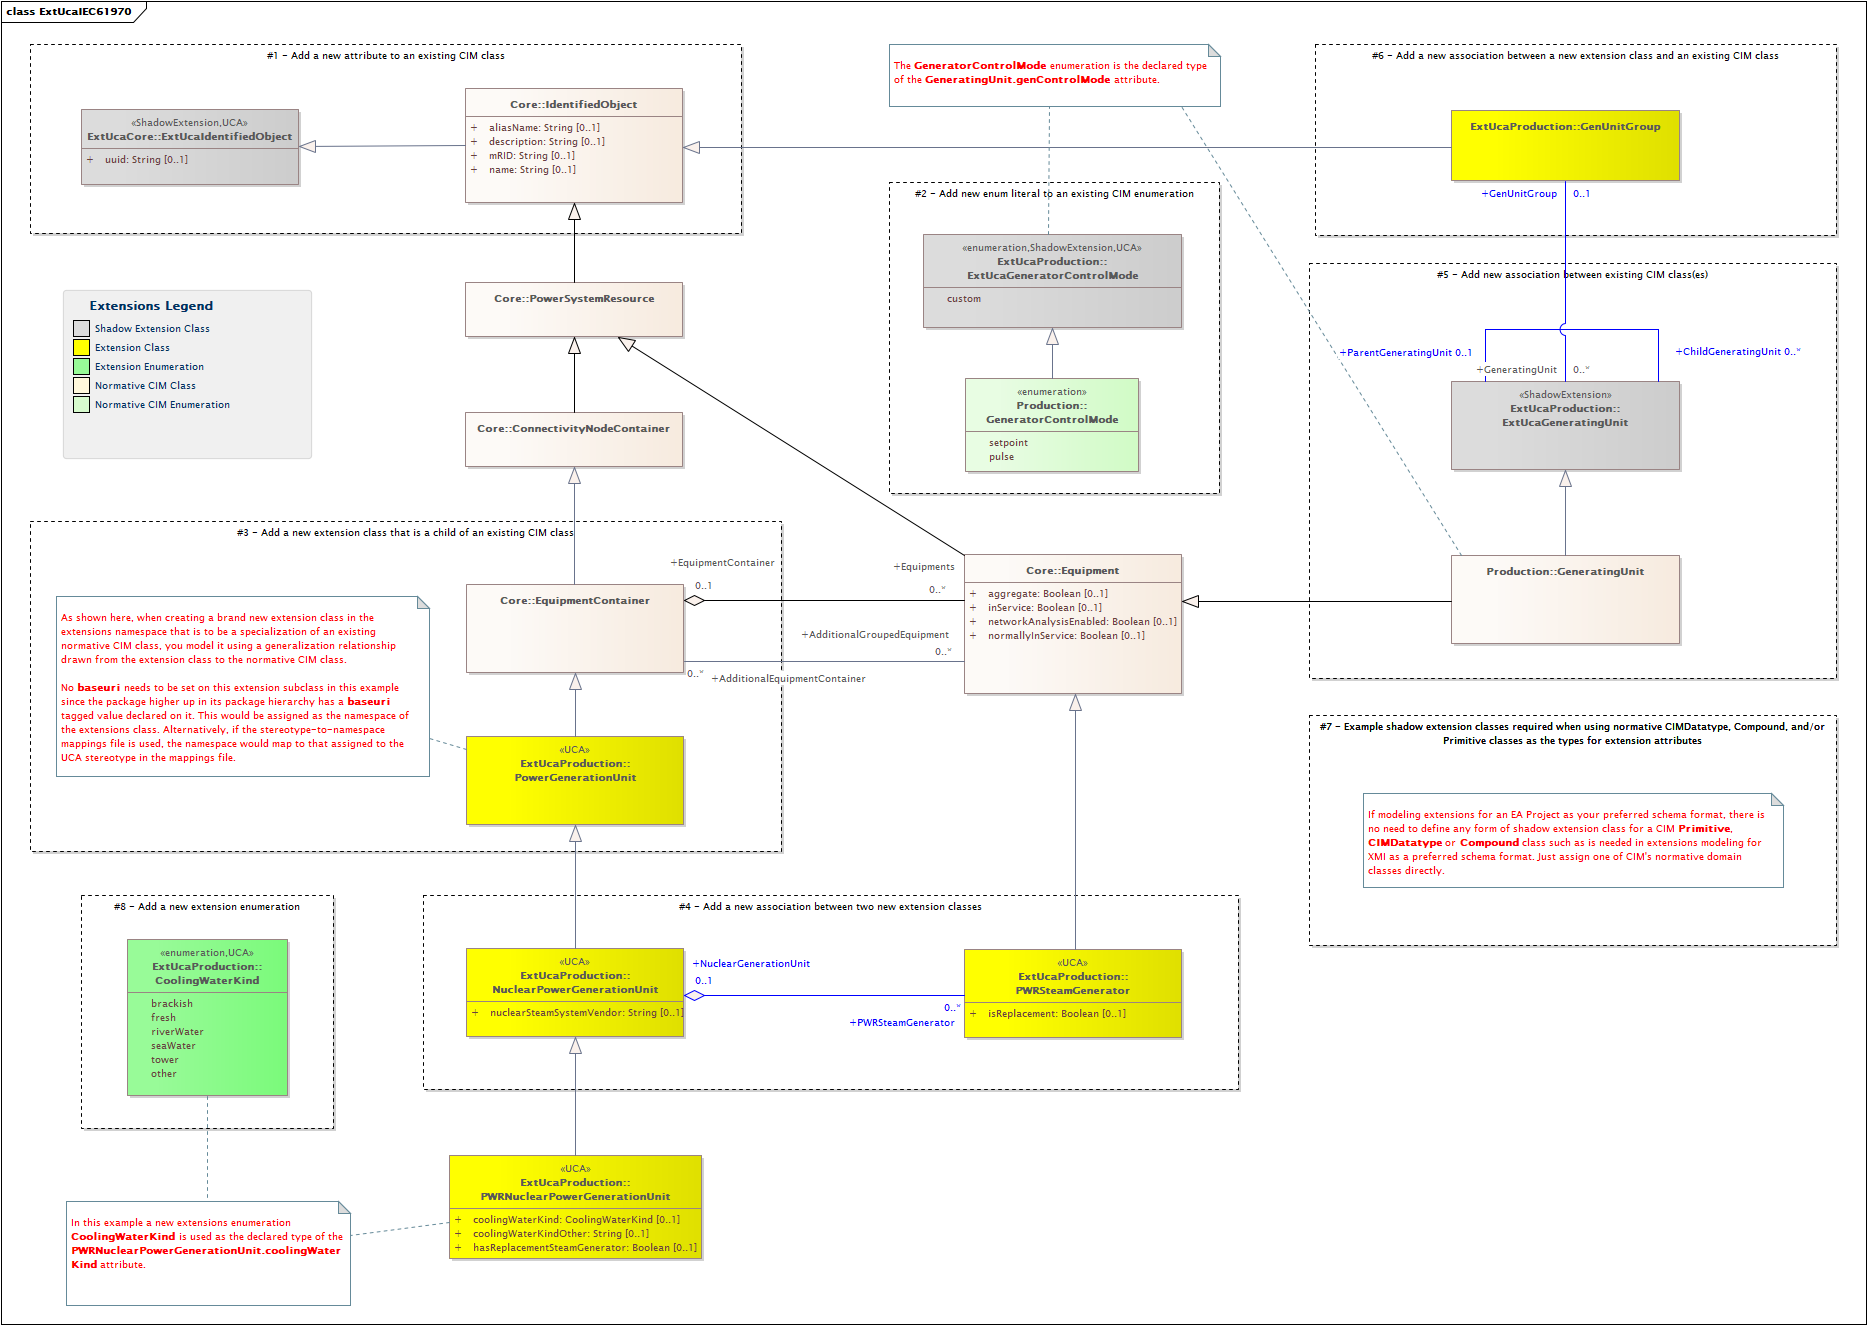 class ExtUcaIEC61970
#1 - Add a new attribute to an existing CIM class
«ShadowExtension,UCA»
ExtUcaCore::ExtUcaIdentifiedObject
+ uuid: String [0..1]
Core::IdentifiedObject
+ aliasName: String [0..1]
+ description: String [0..1]
+ mRID: String [0..1]
+ name: String [0..1]
The GeneratorControlMode enumeration is the declared type
of the GeneratingUnit.genControlMode attribute.
#6 - Add a new association between a new extension class and an existing CIM class
ExtUcaProduction::GenUnitGroup
+GenUnitGroup 0..1
#2 - Add new enum literal to an existing CIM enumeration
«enumeration,ShadowExtension,UCA»
ExtUcaProduction::
ExtUcaGeneratorControlMode
custom
«enumeration»
Production::
GeneratorControlMode
setpoint
pulse
#5 - Add new association between existing CIM class(es)
+ParentGeneratingUnit 0..1
+ChildGeneratingUnit 0..*
+GeneratingUnit 0..*
«ShadowExtension»
ExtUcaProduction::
ExtUcaGeneratingUnit
Production::GeneratingUnit
Extensions Legend
Shadow Extension Class
Extension Class
Extension Enumeration
Normative CIM Class
Normative CIM Enumeration
Core::PowerSystemResource
Core::ConnectivityNodeContainer
#3 - Add a new extension class that is a child of an existing CIM class
As shown here, when creating a brand new extension class in the
extensions namespace that is to be a specialization of an existing
normative CIM class, you model it using a generalization relationship
drawn from the extension class to the normative CIM class.
No baseuri needs to be set on this extension subclass in this example
since the package higher up in its package hierarchy has a baseuri
tagged value declared on it. This would be assigned as the namespace of
the extensions class. Alternatively, if the stereotype-to-namespace
mappings file is used, the namespace would map to that assigned to the
UCA stereotype in the mappings file.
Core::EquipmentContainer
+EquipmentContainer
0..1
+Equipments
0..*
+AdditionalGroupedEquipment
0..*
0..* +AdditionalEquipmentContainer
Core::Equipment
+ aggregate: Boolean [0..1]
+ inService: Boolean [0..1]
+ networkAnalysisEnabled: Boolean [0..1]
+ normallyInService: Boolean [0..1]
«UCA»
ExtUcaProduction::
PowerGenerationUnit
#7 - Example shadow extension classes required when using normative CIMDatatype, Compound, and/or
Primitive classes as the types for extension attributes
If modeling extensions for an EA Project as your preferred schema format, there is
no need to define any form of shadow extension class for a CIM Primitive,
CIMDatatype or Compound class such as is needed in extensions modeling for
XMI as a preferred schema format. Just assign one of CIM's normative domain
classes directly.
#8 - Add a new extension enumeration
«enumeration,UCA»
ExtUcaProduction::
CoolingWaterKind
brackish
fresh
riverWater
seaWater
tower
other
#4 - Add a new association between two new extension classes
«UCA»
ExtUcaProduction::
NuclearPowerGenerationUnit
+ nuclearSteamSystemVendor: String [0..1]
+NuclearGenerationUnit
0..1
0..*
+PWRSteamGenerator
«UCA»
ExtUcaProduction::
PWRSteamGenerator
+ isReplacement: Boolean [0..1]
«UCA»
ExtUcaProduction::
PWRNuclearPowerGenerationUnit
+ coolingWaterKind: CoolingWaterKind [0..1]
+ coolingWaterKindOther: String [0..1]
+ hasReplacementSteamGenerator: Boolean [0..1]
In this example a new extensions enumeration
CoolingWaterKind is used as the declared type of the
PWRNuclearPowerGenerationUnit.coolingWater
Kind attribute.